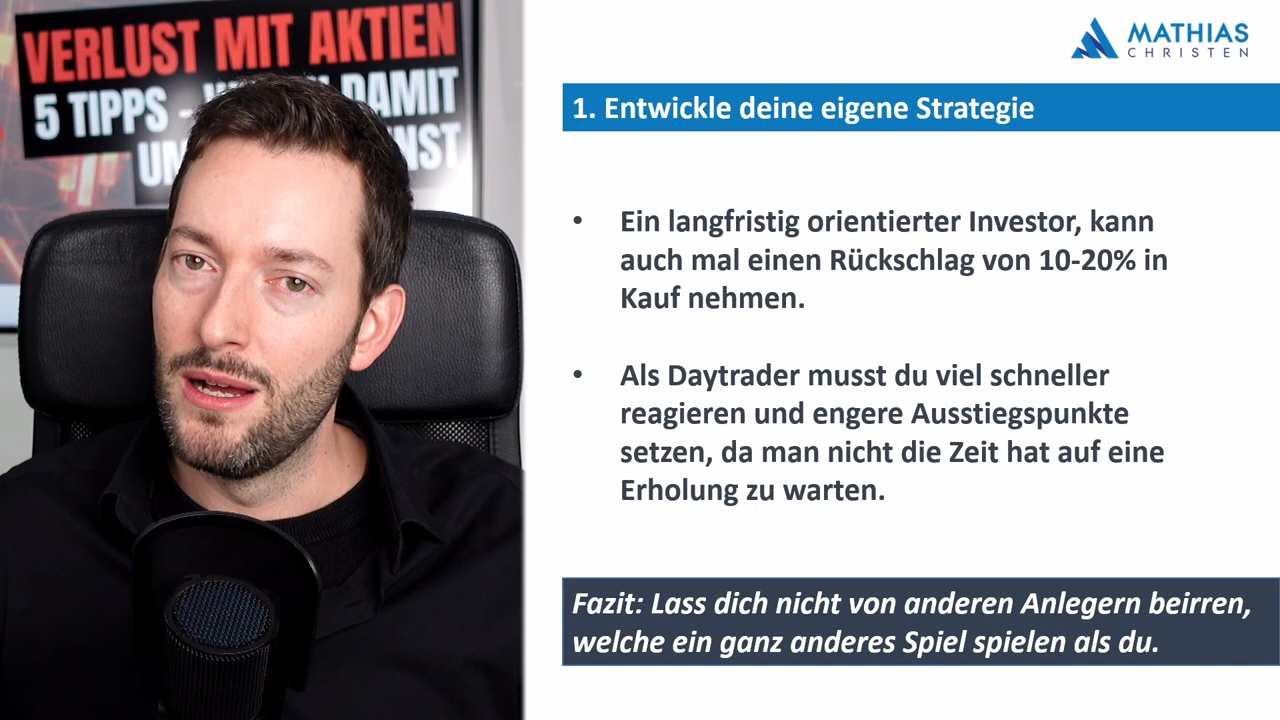 VERLUST MIT AKTIEN
5 TIPPS - DAMIT
MATHIAS
CHRISTEN
1. Entwickle deine eigene Strategie
• Ein langfristig orientierter Investor, kann
auch mal einen Rückschlag von 10-20% in
Kauf nehmen.
• Als Daytrader musst du viel schneller
reagieren und engere Ausstiegspunkte
setzen, da man nicht die Zeit hat auf eine
Erholung zu warten.
Fazit: Lass dich nicht von anderen Anlegern beirren,
welche ein ganz anderes Spiel spielen als du.